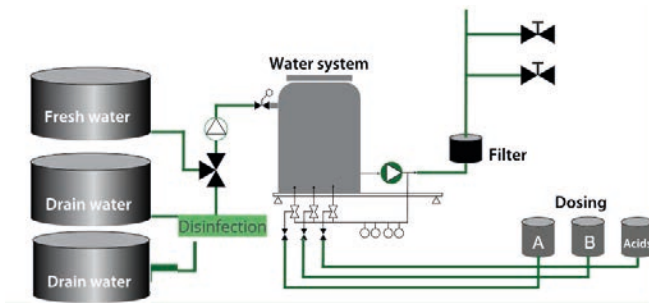 Water system
Fresh water
Filter
Drain water
Disinfection
Dosing
A
B
Acids
Drain water